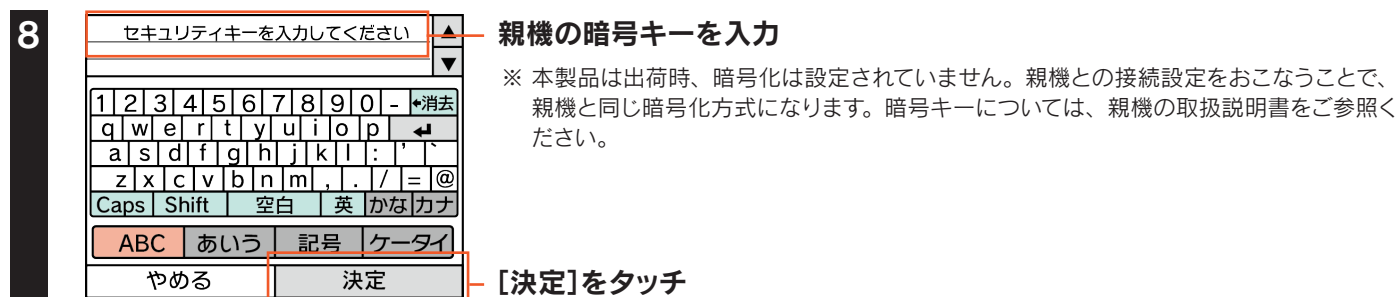 8
セキュリティキーを入力してください ▲
▼
1 2 3 4 5 6 7 8 9 0 - 消去
q w e r t y u i o p ↵
a s d f g h j k l : ' `
z x c v b n m , . / = @
Caps Shift 空白 英 かな カナ
ABC あいう 記号 ケータイ
やめる 決定
親機の暗号キーを入力
※ 本製品は出荷時、暗号化は設定されていません。親機との接続設定をおこなうことで、
親機と同じ暗号化方式になります。暗号キーについては、親機の取扱説明書をご参照く
ださい。
[決定]をタッチ